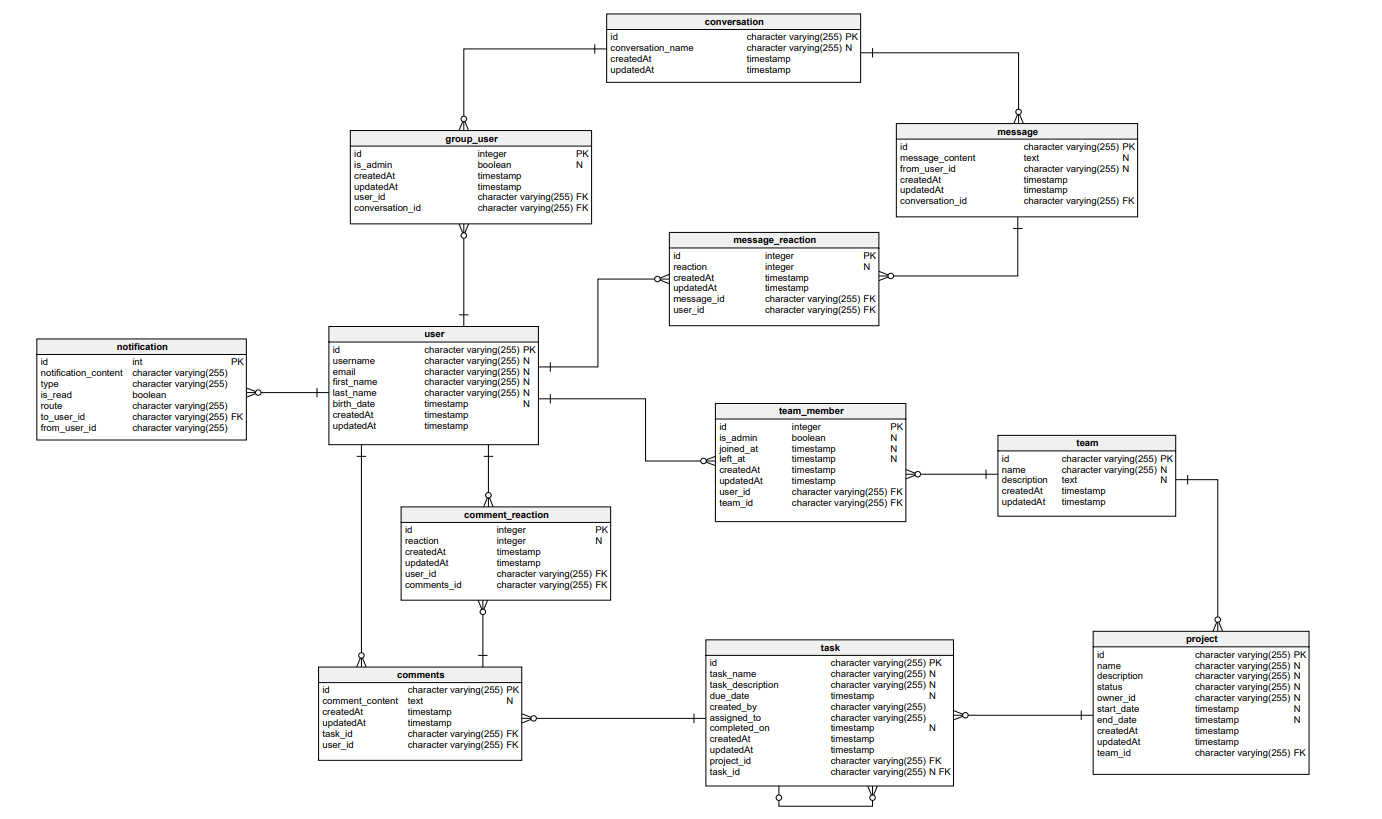 conversation
id character varying(255) PK
conversation_name character varying(255) N
createdAt timestamp
updatedAt timestamp
group_user
id integer PK
is_admin boolean N
createdAt timestamp
updatedAt timestamp
user_id character varying(255) FK
conversation_id character varying(255) FK
message
id character varying(255) PK
message_content text N
from_user_id character varying(255) N
createdAt timestamp
updatedAt timestamp
conversation_id character varying(255) FK
message_reaction
id integer PK
reaction integer N
createdAt timestamp
updatedAt timestamp
message_id character varying(255) FK
user_id character varying(255) FK
notification
id int PK
notification_content character varying(255)
type character varying(255)
is_read boolean
route character varying(255)
to_user_id character varying(255) FK
from_user_id character varying(255)
user
id character varying(255) PK
username character varying(255) N
email character varying(255) N
first_name character varying(255) N
last_name character varying(255) N
birth_date timestamp N
createdAt timestamp
updatedAt timestamp
team_member
id integer PK
is_admin boolean N
joined_at timestamp N
left_at timestamp N
createdAt timestamp
updatedAt timestamp
user_id character varying(255) FK
team_id character varying(255) FK
team
id character varying(255) PK
name character varying(255) N
description text N
createdAt timestamp
updatedAt timestamp
comment_reaction
id integer PK
reaction integer N
createdAt timestamp
updatedAt timestamp
user_id character varying(255) FK
comments_id character varying(255) FK
comments
id character varying(255) PK
comment_content text N
createdAt timestamp
updatedAt timestamp
task_id character varying(255) FK
user_id character varying(255) FK
task
id character varying(255) PK
task_name character varying(255) N
task_description character varying(255) N
due_date timestamp N
created_by character varying(255)
assigned_to character varying(255)
completed_on timestamp N
createdAt timestamp
updatedAt timestamp
project_id character varying(255) FK
task_id character varying(255) N FK
project
id character varying(255) PK
name character varying(255) N
description character varying(255) N
status character varying(255) N
owner_id character varying(255) N
start_date timestamp N
end_date timestamp N
createdAt timestamp
updatedAt timestamp
team_id character varying(255) FK